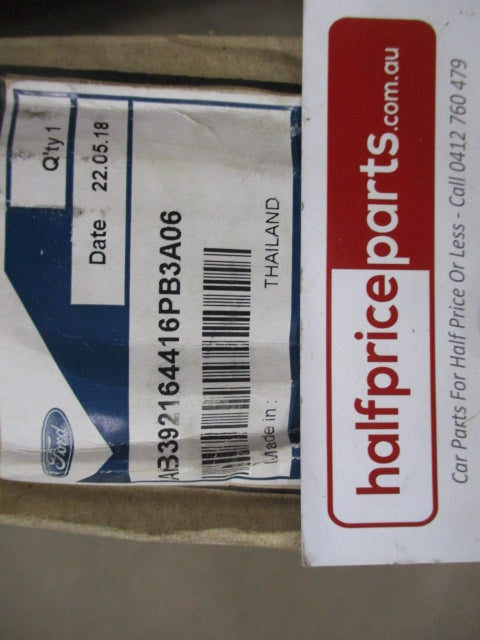 Ford
Q'ty 1
Date 22.05.18
AB392164416PB3A06
Made in : THAILAND
halfpriceparts.com.au
Car Parts For Half Price Or Less - Call 0412 760 479